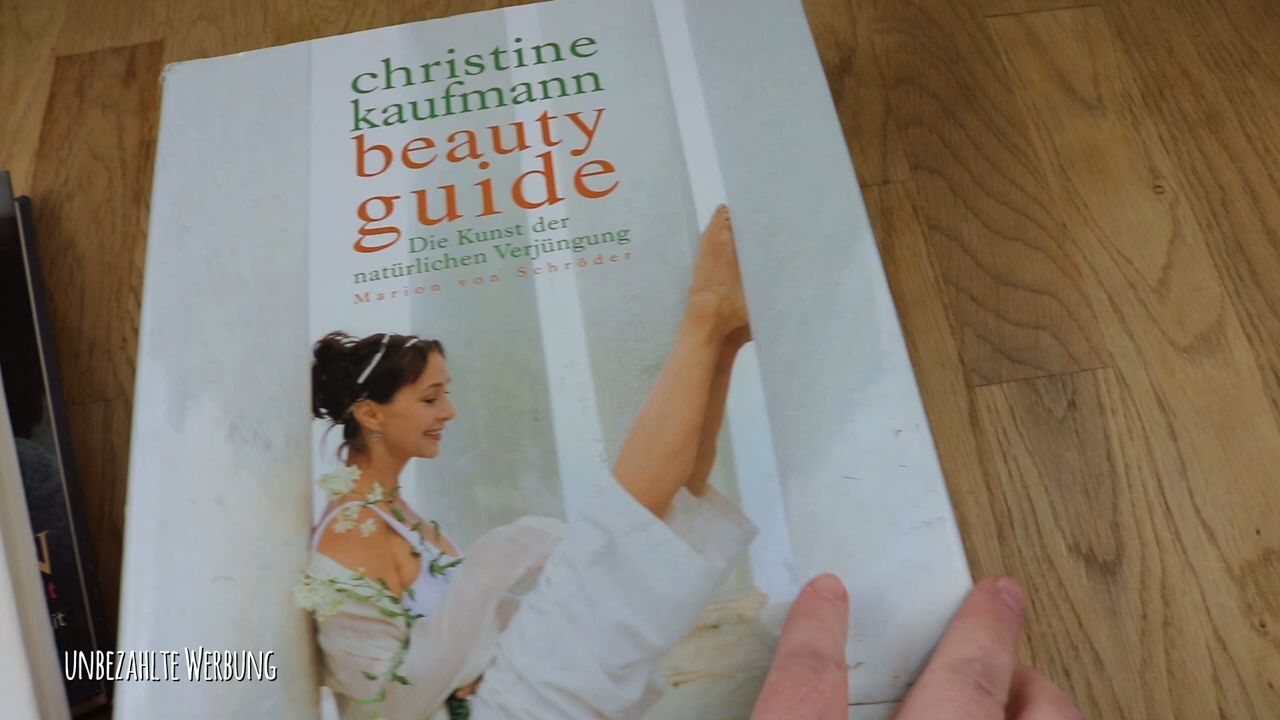 christine
kaufmann
beauty
guide
Die Kunst der
natürlichen Verjüngung
Marion von Schröder
UNBEZAHLTE WERBUNG